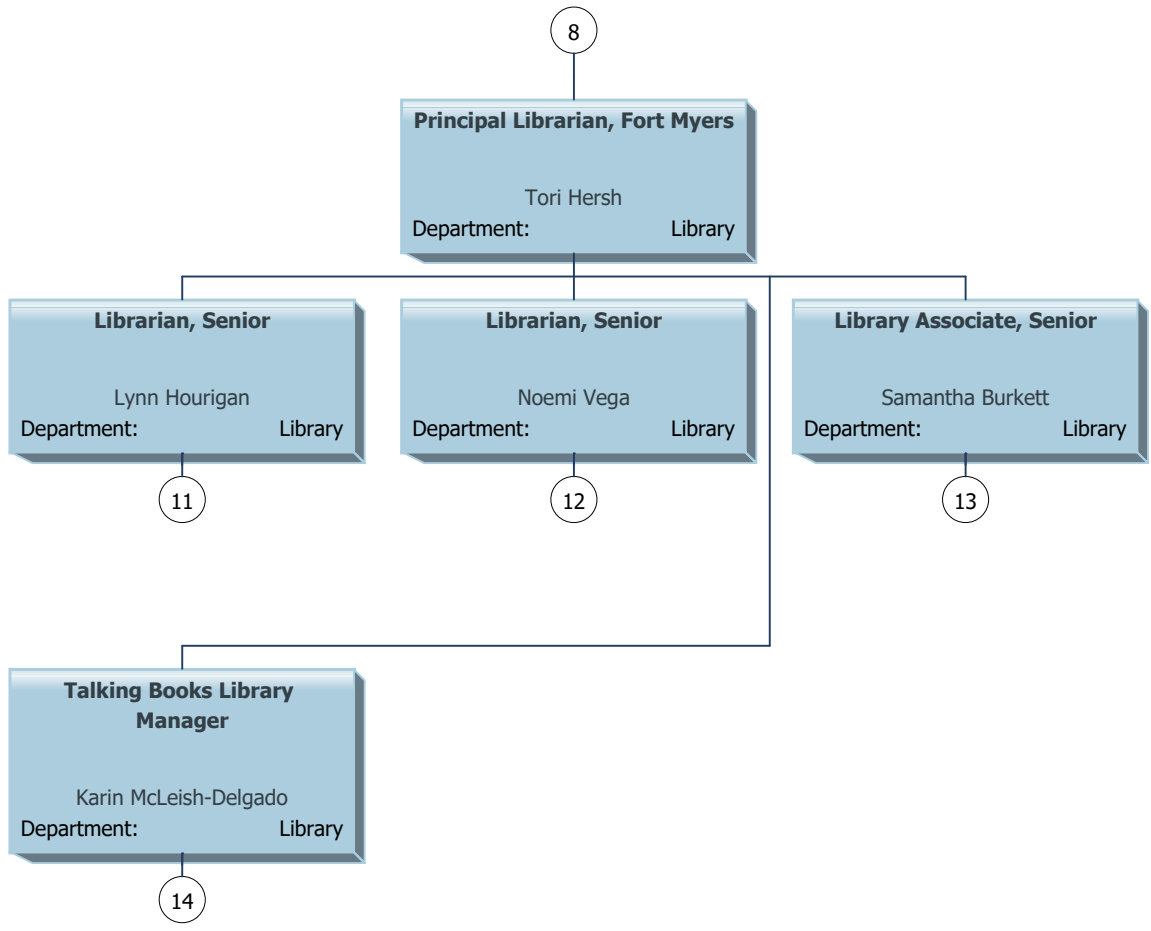 8
Principal Librarian, Fort Myers
Tori Hersh
Department: Library
Librarian, Senior
Lynn Hourigan
Department: Library
11
Librarian, Senior
Noemi Vega
Department: Library
12
Library Associate, Senior
Samantha Burkett
Department: Library
13
Talking Books Library
Manager
Karin McLeish-Delgado
Department: Library
14